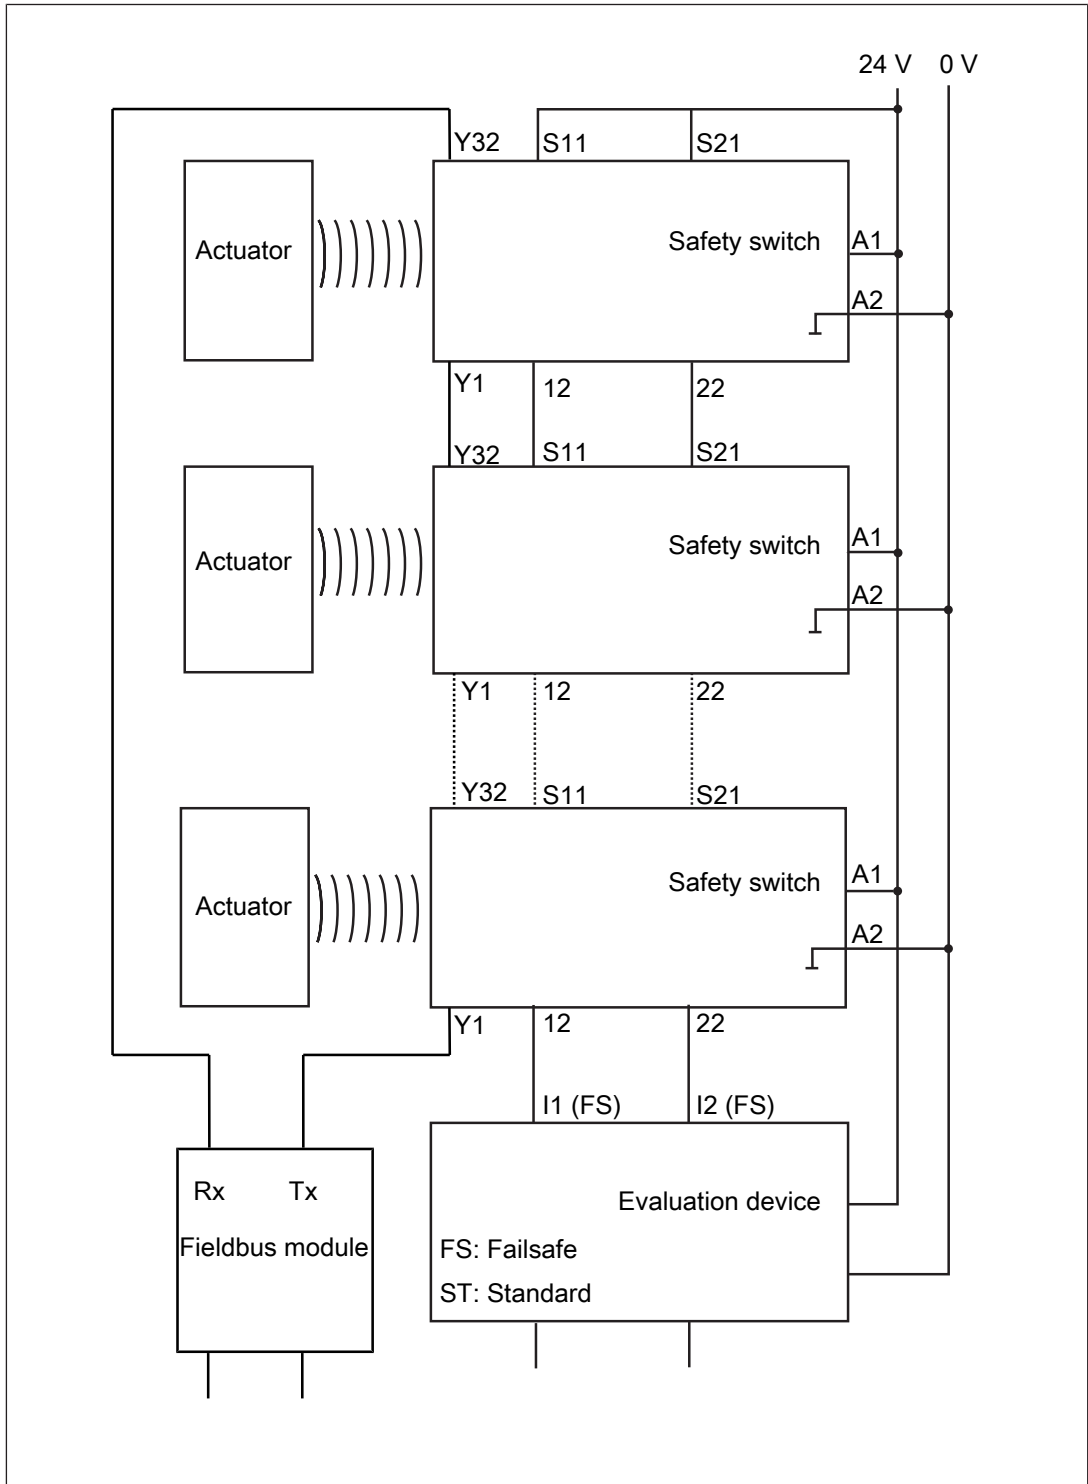 24 V 0 V
Y32 S11 S21
Actuator Safety switch A1
A2
Y1 12 22
Y32 S11 S21
Actuator Safety switch A1
A2
Y1 12 22
Y32 S11 S21
Actuator Safety switch A1
A2
Y1 12 22
I1 (FS) I2 (FS)
Rx Tx Evaluation device
Fieldbus module FS: Failsafe
ST: Standard